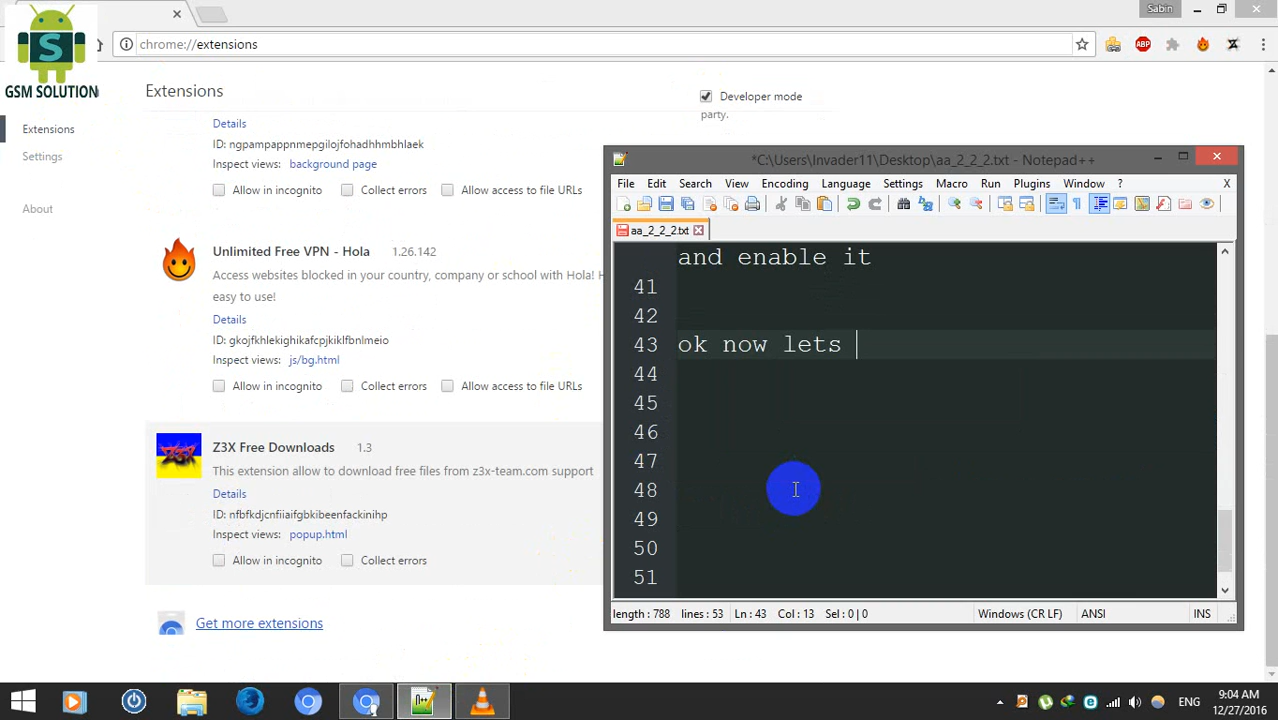 Sabin
chrome://extensions
GSM SOLUTION
Extensions
Developer mode
party.
Extensions
Settings
About
Details
ID: ngpampappnmepgilojfohadhhmbhlaek
Inspect views: background page
Allow in incognito Collect errors Allow access to file URLs
Unlimited Free VPN - Hola 1.26.142
Access websites blocked in your country, company or school with Hola! H
easy to use!
Details
ID: gkojfkhlekighikafcpjkiklfbnlmeio
Inspect views: js/bg.html
Allow in incognito Collect errors Allow access to file URLs
Z3X Free Downloads 1.3
This extension allow to download free files from z3x-team.com support
Details
ID: nfbfkdjcnfiiaifgbkibeenfackinihp
Inspect views: popup.html
Allow in incognito Collect errors
Get more extensions
*C:\Users\Invader11\Desktop\aa_2_2_2.txt - Notepad++
File Edit Search View Encoding Language Settings Macro Run Plugins Window ? X
aa_2_2_2.txt
and enable it
41
42
43 ok now lets
44
45
46
47
48
49
50
51
length : 788 lines : 53 Ln : 43 Col : 13 Sel : 0 | 0 Windows (CR LF) ANSI INS
ENG
9:04 AM
12/27/2016